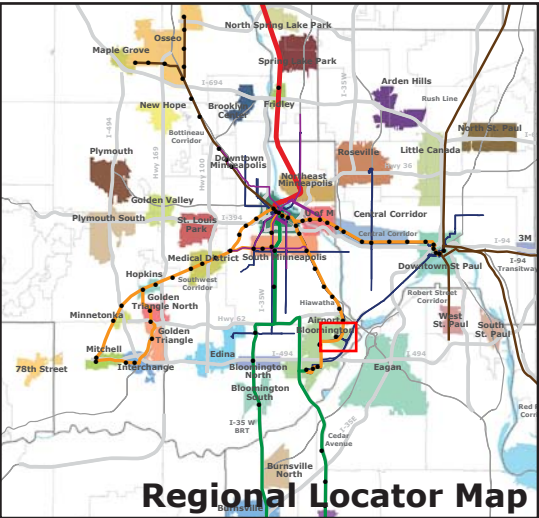 North Spring Lake Park
Osseo
Maple Grove
Spring Lake Park
I-694
I-35W
Arden Hills
Rush Line
New Hope
Brooklyn
Center
Fridley
North St. Paul
I-494
Bottineau
Corridor
Hwy 169
Hwy 100
Plymouth
Downtown
Minneapolis
Roseville
Little Canada
Hwy 36
Northeast
Minneapolis
Golden Valley
Plymouth South
St. Louis
Park
I-394
U of M
Central Corridor
Central Corridor
I-94
3M
I-94
Transitway
Medical District
South Minneapolis
Downtown St Paul
Hopkins
Southwest
Corridor
I-35W
Robert Street
Corridor
Golden
Triangle North
Hiawatha
Minnetonka
Hwy 62
Airport
Bloomington
West
St. Paul
South
St. Paul
Golden
Triangle
Mitchell
Edina
I-494
I-494
78th Street
Interchange
Bloomington
North
Eagan
Bloomington
South
I-35 W
BRT
I-35E
Cedar
Avenue
Burnsville
North
Burnsville
Regional Locator Map